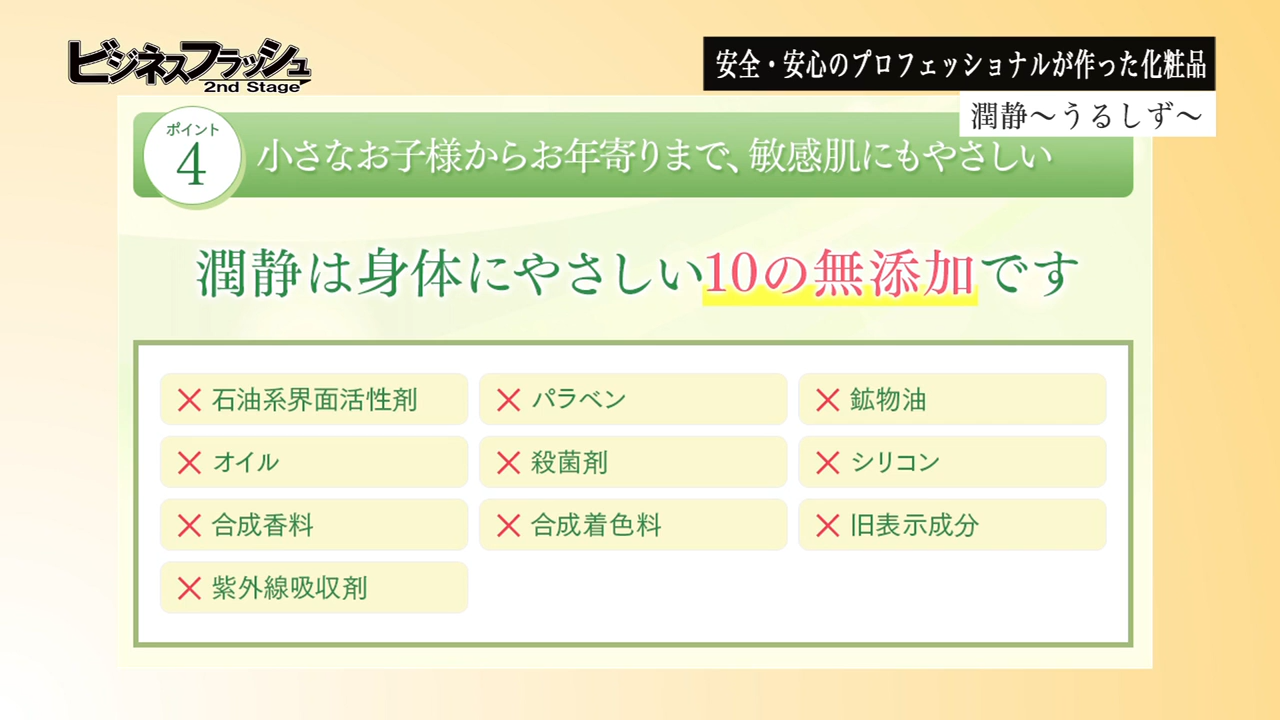 ビジネスフラッシュ
2nd Stage
安全・安心のプロフェッショナルが作った化粧品
潤静～うるしず～
ポイント
4
小さなお子様からお年寄りまで、敏感肌にもやさしい
潤静は身体にやさしい10の無添加です
× 石油系界面活性剤
× パラベン
× 鉱物油
× オイル
× 殺菌剤
× シリコン
× 合成香料
× 合成着色料
× 旧表示成分
× 紫外線吸収剤